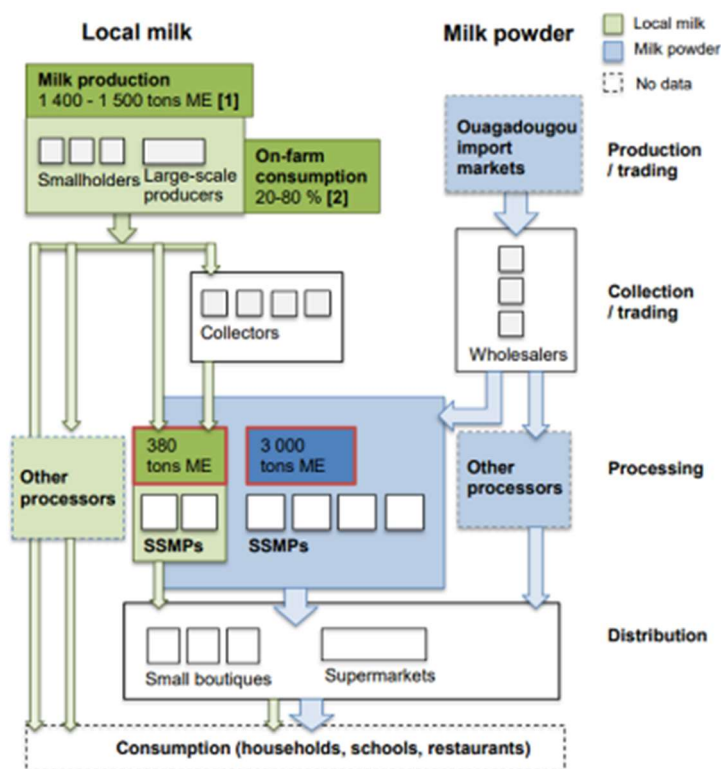 Local milk
Milk powder
Local milk
Milk powder
No data
Milk production
1 400 - 1 500 tons ME [1]
Smallholders
Large-scale
producers
On-farm
consumption
20-80 % [2]
Ouagadougou
import
markets
Production
/ trading
Collectors
Wholesalers
Collection
/ trading
Other
processors
380
tons ME
SSMPs
3 000
tons ME
SSMPs
Other
processors
Processing
Small boutiques
Supermarkets
Distribution
Consumption (households, schools, restaurants)